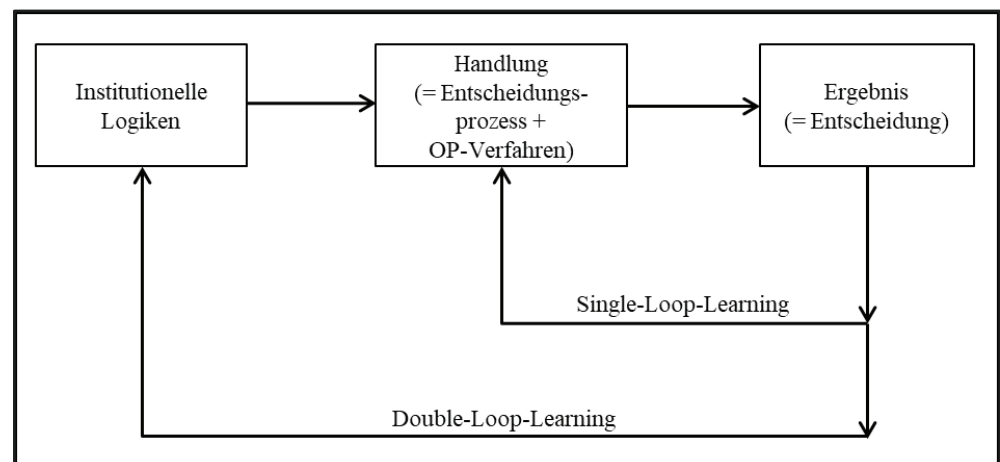 Institutionelle
Logiken
Handlung
(= Entscheidungs-
prozess +
OP-Verfahren)
Ergebnis
(= Entscheidung)
Single-Loop-Learning
Double-Loop-Learning